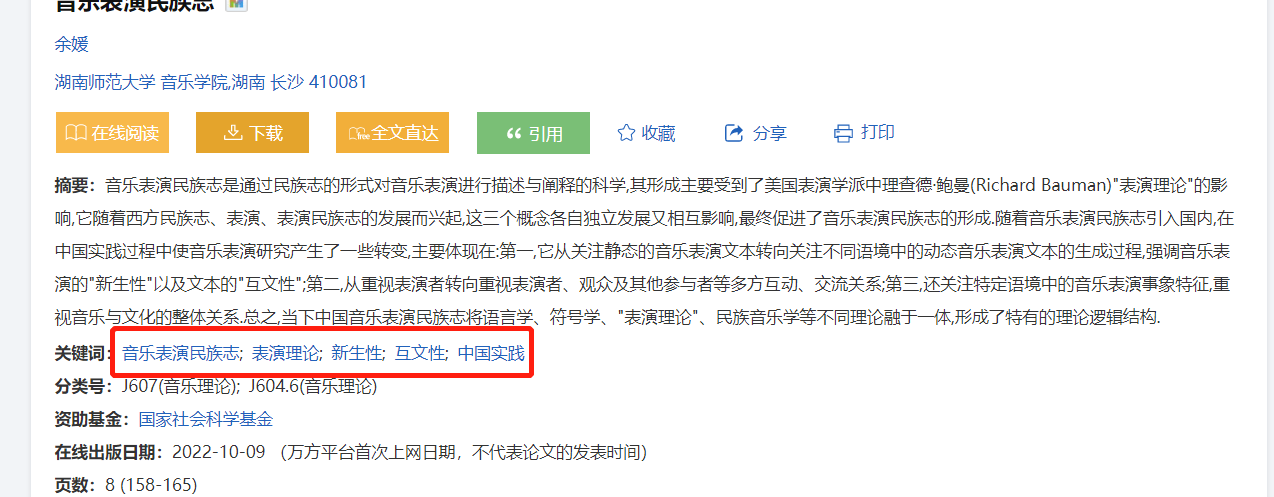 音乐表演民族志
余媛
湖南师范大学 音乐学院,湖南 长沙 410081
在线阅读 下载 全文直达 引用 收藏 分享 打印
摘要：音乐表演民族志是通过民族志的形式对音乐表演进行描述与阐释的科学,其形成主要受到了美国表演学派中理查德·鲍曼(Richard Bauman)"表演理论"的影
响,它随着西方民族志、表演、表演民族志的发展而兴起,这三个概念各自独立发展又相互影响,最终促进了音乐表演民族志的形成.随着音乐表演民族志引入国内,在
中国实践过程中使音乐表演研究产生了一些转变,主要体现在:第一,它从关注静态的音乐表演文本转向关注不同语境中的动态音乐表演文本的生成过程,强调音乐表
演的"新生性"以及文本的"互文性";第二,从重视表演者转向重视表演者、观众及其他参与者等多方互动、交流关系;第三,还关注特定语境中的音乐表演事象特征,重
视音乐与文化的整体关系.总之,当下中国音乐表演民族志将语言学、符号学、"表演理论"、民族音乐学等不同理论融于一体,形成了特有的理论逻辑结构.
关键词：音乐表演民族志; 表演理论; 新生性; 互文性; 中国实践
分类号：J607(音乐理论); J604.6(音乐理论)
资助基金：国家社会科学基金
在线出版日期：2022-10-09 （万方平台首次上网日期，不代表论文的发表时间）
页数：8 (158-165)